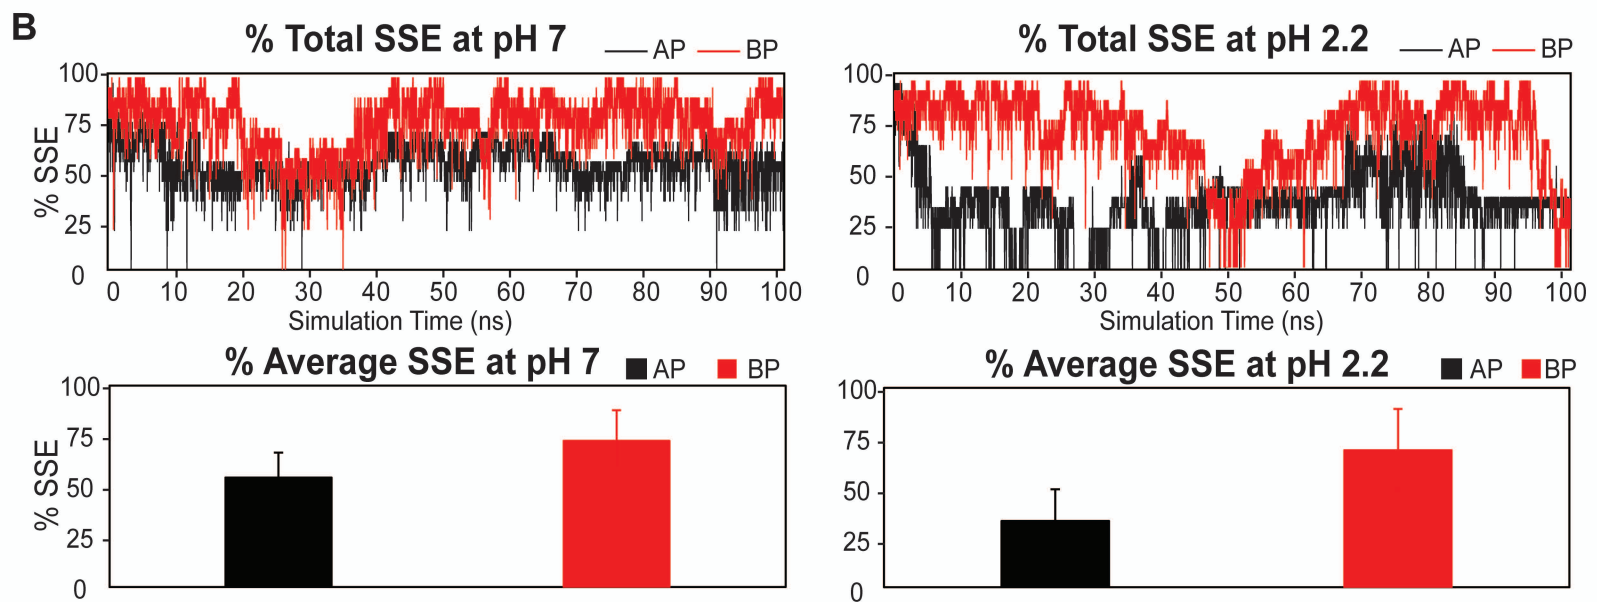 B
% Total SSE at pH 7
AP
BP
% SSE
100
75
50
25
0
0 10 20 30 40 50 60 70 80 90 100
Simulation Time (ns)
% Total SSE at pH 2.2
AP
BP
100
75
50
25
0
0 10 20 30 40 50 60 70 80 90 100
Simulation Time (ns)
% Average SSE at pH 7
AP
BP
% SSE
100
75
50
25
0
% Average SSE at pH 2.2
AP
BP
100
75
50
25
0